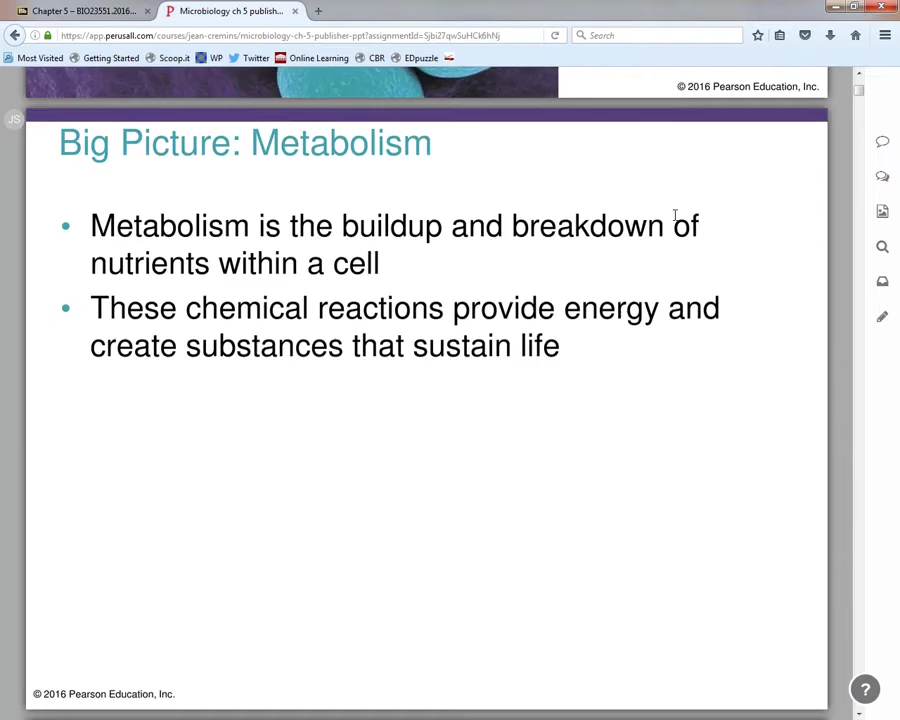 Chapter 5 – BIO23551.2016...
Microbiology ch 5 publish...
https://app.perusall.com/courses/jean-cremins/microbiology-ch-5-publisher-ppt?assignmentId=Sjbi27qwSuHCk6hNj
Search
Most Visited Getting Started Scoop.it WP Twitter Online Learning CBR EDpuzzle
© 2016 Pearson Education, Inc.
JS
Big Picture: Metabolism
• Metabolism is the buildup and breakdown of
nutrients within a cell
• These chemical reactions provide energy and
create substances that sustain life
© 2016 Pearson Education, Inc.
?